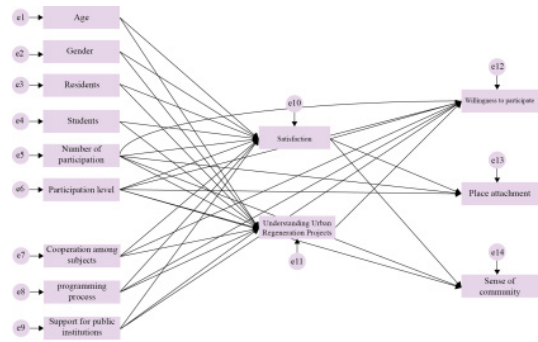 e1
Age
e2
Gender
e3
Residents
e4
Students
e5
Number of
participation
e6
Participation level
e7
Cooperation among
subjects
e8
programming
process
e9
Support for public
institutions
e10
Satisfaction
Understanding Urban
Regeneration Projects
e11
e12
Willingness to participate
e13
Place attachment
e14
Sense of
community